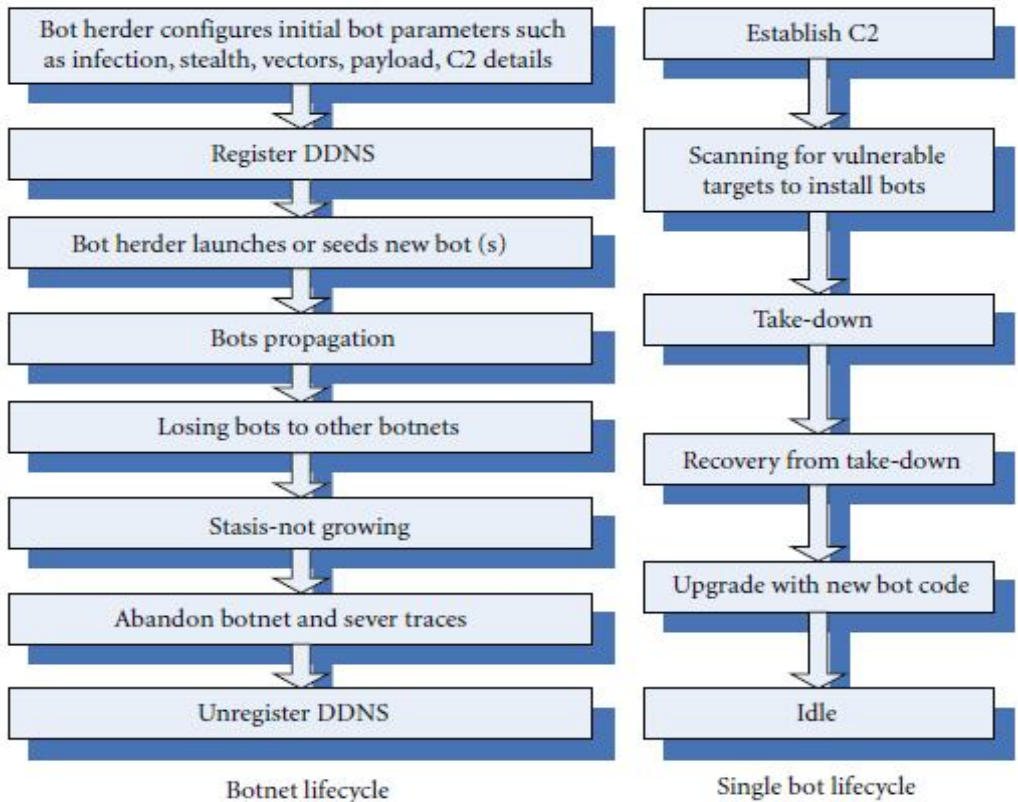 Bot herder configures initial bot parameters such
as infection, stealth, vectors, payload, C2 details
Register DDNS
Bot herder launches or seeds new bot (s)
Bots propagation
Losing bots to other botnets
Stasis-not growing
Abandon botnet and sever traces
Unregister DDNS
Botnet lifecycle
Establish C2
Scanning for vulnerable
targets to install bots
Take-down
Recovery from take-down
Upgrade with new bot code
Idle
Single bot lifecycle